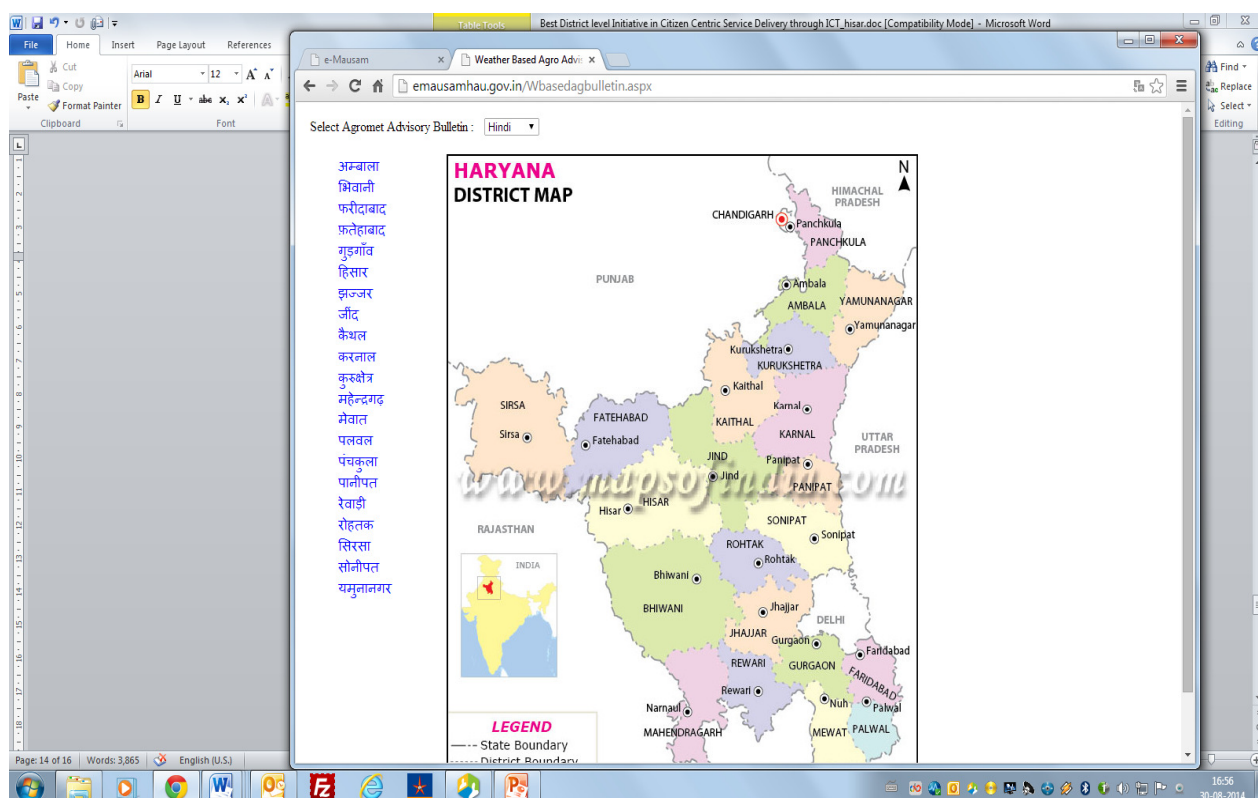 Table Tools
Best District level Initiative in Citizen Centric Service Delivery through ICT_hisar.doc [Compatibility Mode] - Microsoft Word
File Home Insert Page Layout References
Cut
Copy
Format Painter
Paste
Clipboard
Arial 12
Font
Find
Replace
Select
Editing
e-Mausam
Weather Based Agro Advis
emausamhau.gov.in/Wbasedagbulletin.aspx
Select Agromet Advisory Bulletin : Hindi
अम्बाला
भिवानी
फरीदाबाद
फ़तेहाबाद
गुड़गाँव
हिसार
झज्जर
जींद
कैथल
करनाल
कुरुक्षेत्र
महेन्द्रगढ़
मेवात
पलवल
पंचकुला
पानीपत
रेवाड़ी
रोहतक
सिरसा
सोनीपत
यमुनानगर
HARYANA
DISTRICT MAP
N
HIMACHAL
PRADESH
CHANDIGARH
Panchkula
PANCHKULA
PUNJAB
Ambala
AMBALA
YAMUNANAGAR
Yamunanagar
Kurukshetra
KURUKSHETRA
Kaithal
KAITHAL
Karnal
KARNAL
SIRSA
Sirsa
FATEHABAD
Fatehabad
UTTAR
PRADESH
JIND
Jind
Panipat
PANIPAT
www.mapsofindia.com
HISAR
Hisar
SONIPAT
Sonipat
RAJASTHAN
ROHTAK
Rohtak
INDIA
Bhiwani
BHIWANI
Jhajjar
JHAJJAR
DELHI
Gurgaon
GURGAON
Faridabad
FARIDABAD
REWARI
Rewari
Nuh
Palwal
PALWAL
Narnaul
MAHENDRAGARH
MEWAT
LEGEND
State Boundary
District Boundary
Page: 14 of 16 Words: 3,865 English (U.S.)
16:56
30-08-2014